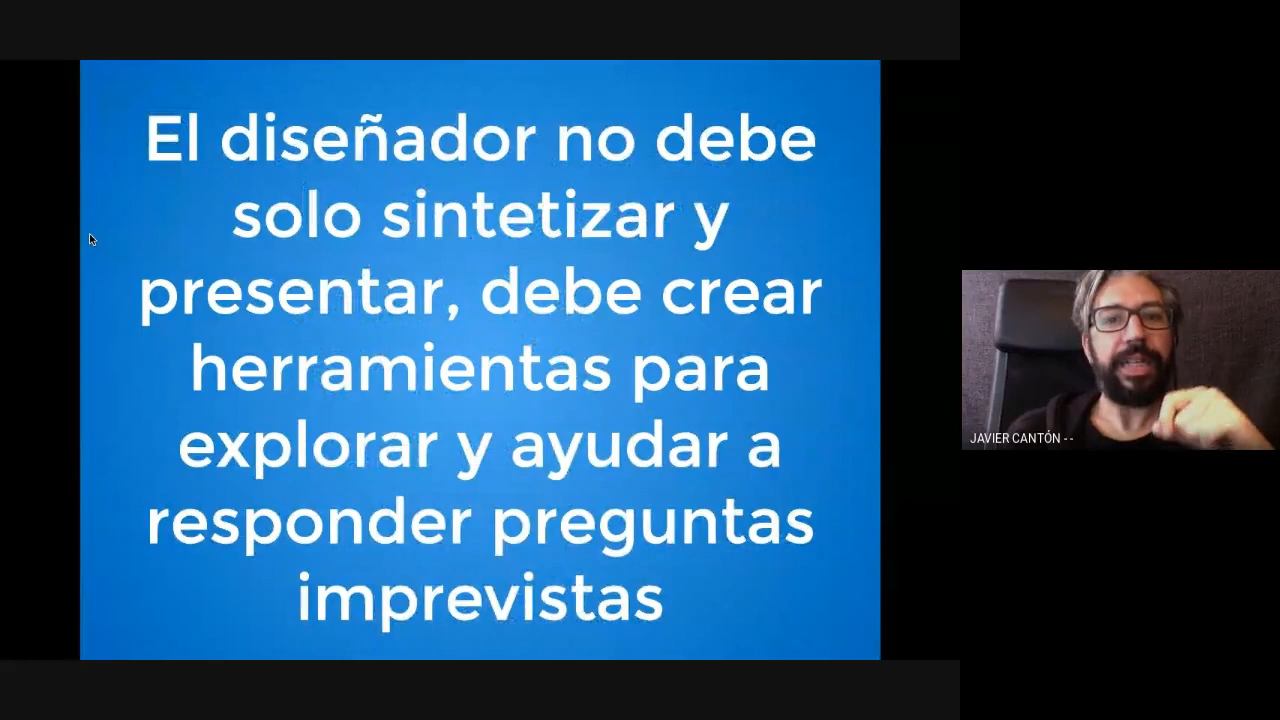 El diseñador no debe
solo sintetizar y
presentar, debe crear
herramientas para
explorar y ayudar a
responder preguntas
imprevistas
JAVIER CANTÓN - -